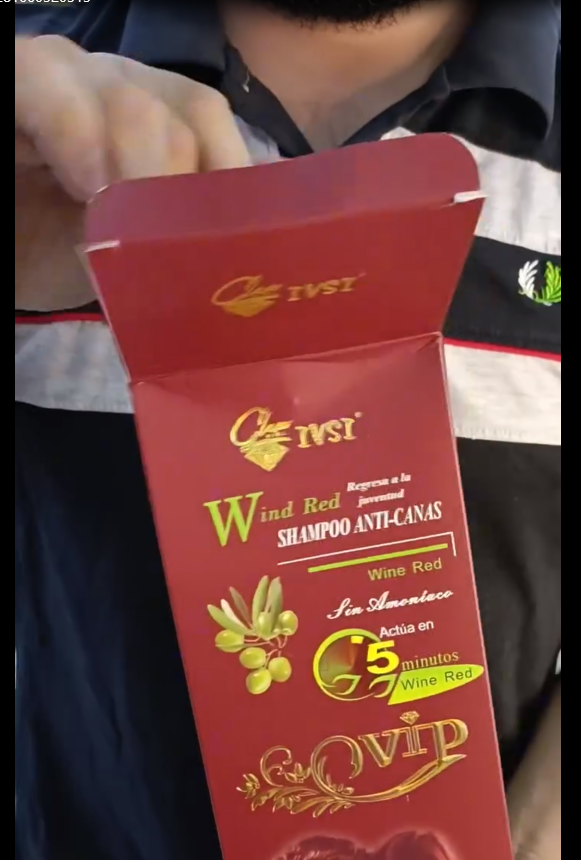 IVSI
IVSI
Wind Red
Regresa a la
juventud
SHAMPOO ANTI-CANAS
Wine Red
Sin Amoníaco
Actúa en
5 minutos
Wine Red
vip